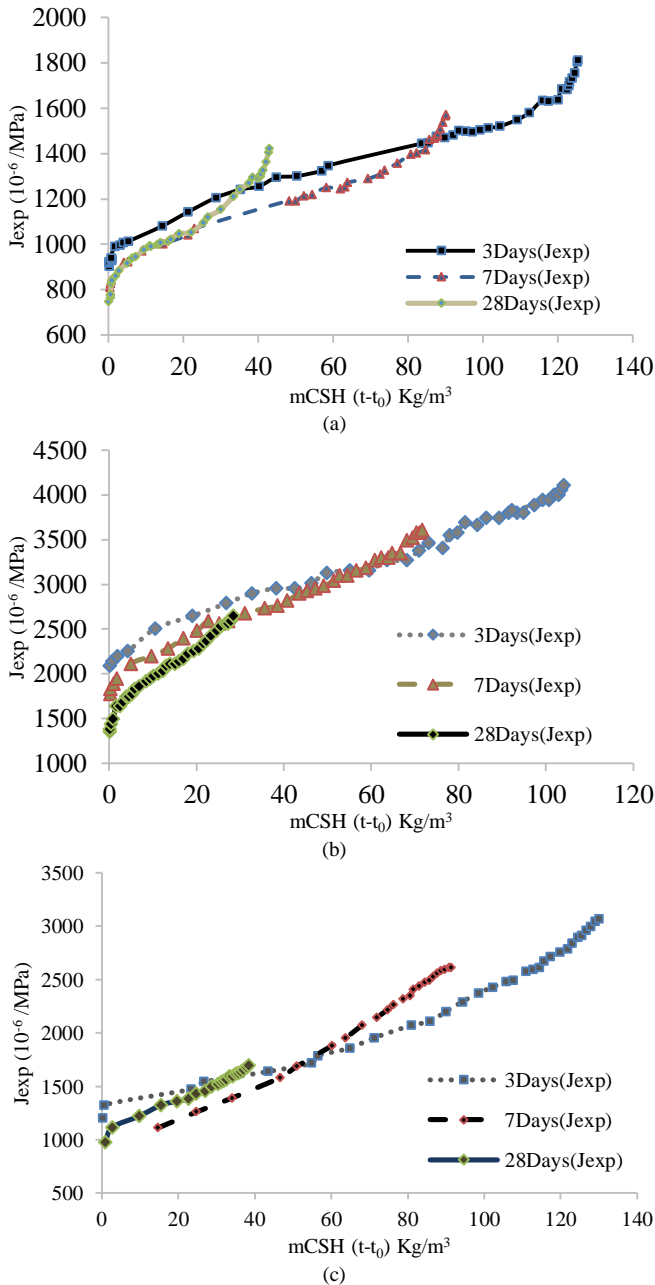 2000
1800
1600
1400
1200
1000
800
600
Jexp (10⁻⁶ /MPa)
3Days(Jexp)
7Days(Jexp)
28Days(Jexp)
0 20 40 60 80 100 120 140
mCSH (t-t₀) Kg/m³
(a)
4500
4000
3500
3000
2500
2000
1500
1000
Jexp (10⁻⁶ /MPa)
3Days(Jexp)
7Days(Jexp)
28Days(Jexp)
0 20 40 60 80 100 120
mCSH (t-t₀) Kg/m³
(b)
3500
3000
2500
2000
1500
1000
500
Jexp (10⁻⁶ /MPa)
3Days(Jexp)
7Days(Jexp)
28Days(Jexp)
0 20 40 60 80 100 120 140
mCSH (t-t₀) Kg/m³
(c)